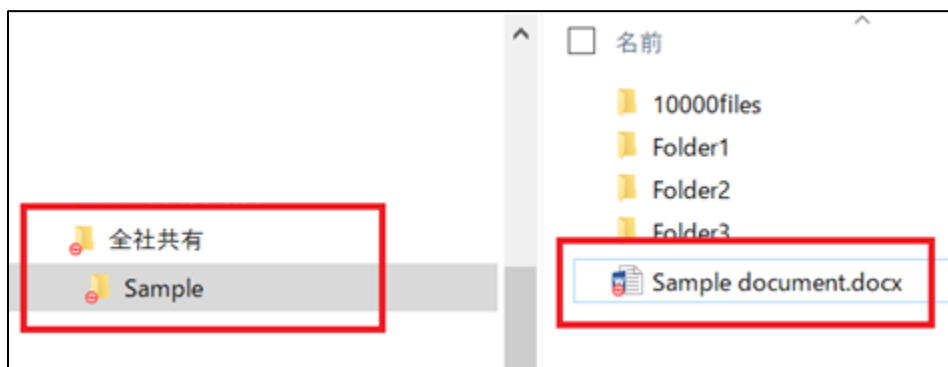 全社共有
Sample
名前
10000files
Folder1
Folder2
Folder3
Sample document.docx